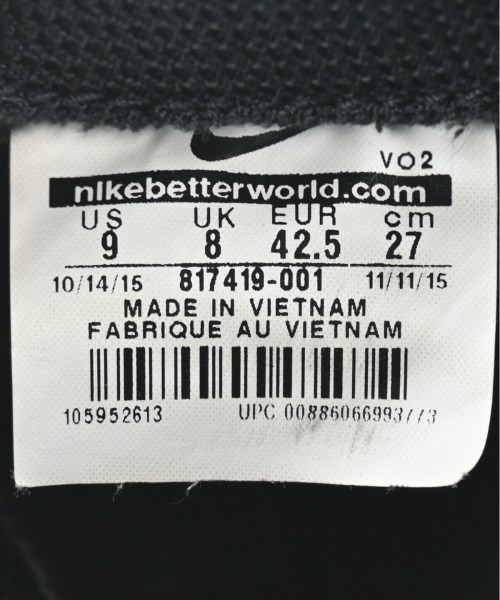 VO2
nikebetterworld.com
US UK EUR cm
9 8 42.5 27
10/14/15 817419-001 11/11/15
MADE IN VIETNAM
FABRIQUE AU VIETNAM
105952613 UPC 00886066993773